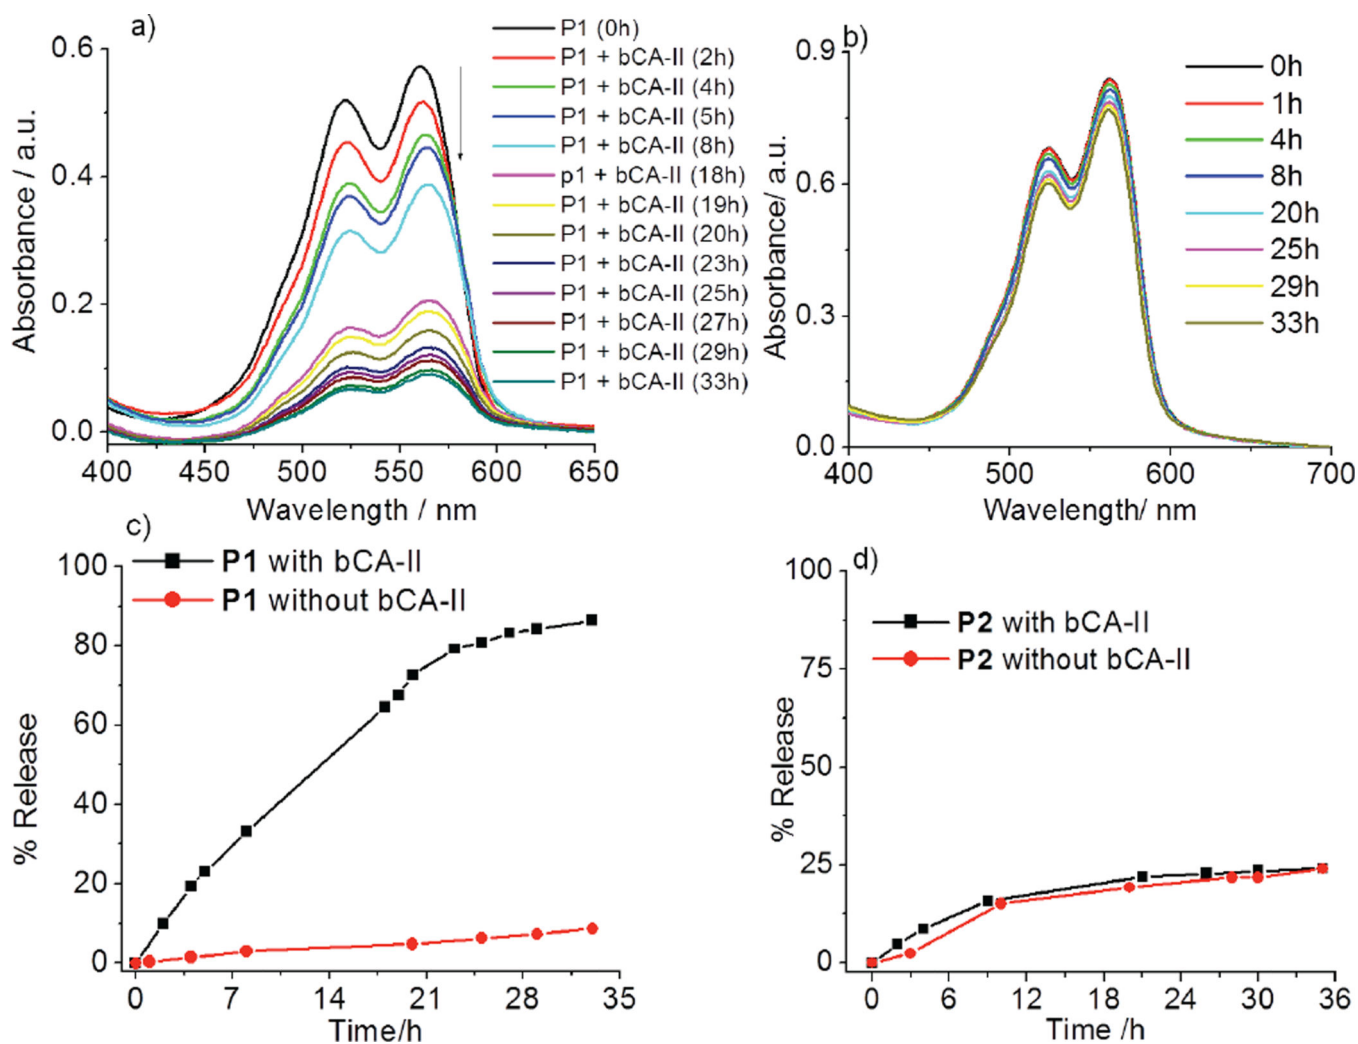 a)
P1 (0h)
P1 + bCA-II (2h)
P1 + bCA-II (4h)
P1 + bCA-II (5h)
P1 + bCA-II (8h)
p1 + bCA-II (18h)
P1 + bCA-II (19h)
P1 + bCA-II (20h)
P1 + bCA-II (23h)
P1 + bCA-II (25h)
P1 + bCA-II (27h)
P1 + bCA-II (29h)
P1 + bCA-II (33h)
Absorbance / a.u.
0.6
0.4
0.2
0.0
400 450 500 550 600 650
Wavelength / nm
b)
0h
1h
4h
8h
20h
25h
29h
33h
Absorbance/ a.u.
0.9
0.6
0.3
0.0
400 500 600 700
Wavelength/ nm
c)
P1 with bCA-II
P1 without bCA-II
% Release
100
80
60
40
20
0
0 7 14 21 28 35
Time/h
d)
P2 with bCA-II
P2 without bCA-II
% Release
100
75
50
25
0
0 6 12 18 24 30 36
Time /h